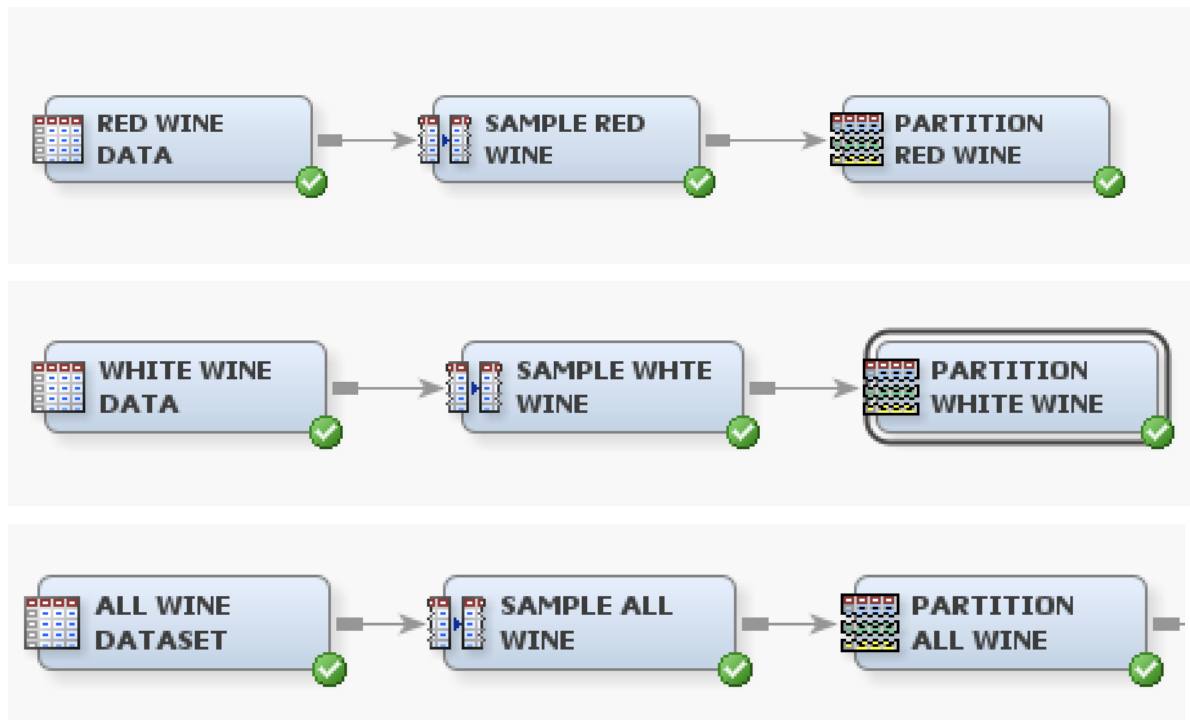 RED WINE
DATA
SAMPLE RED
WINE
PARTITION
RED WINE
WHITE WINE
DATA
SAMPLE WHTE
WINE
PARTITION
WHITE WINE
ALL WINE
DATASET
SAMPLE ALL
WINE
PARTITION
ALL WINE